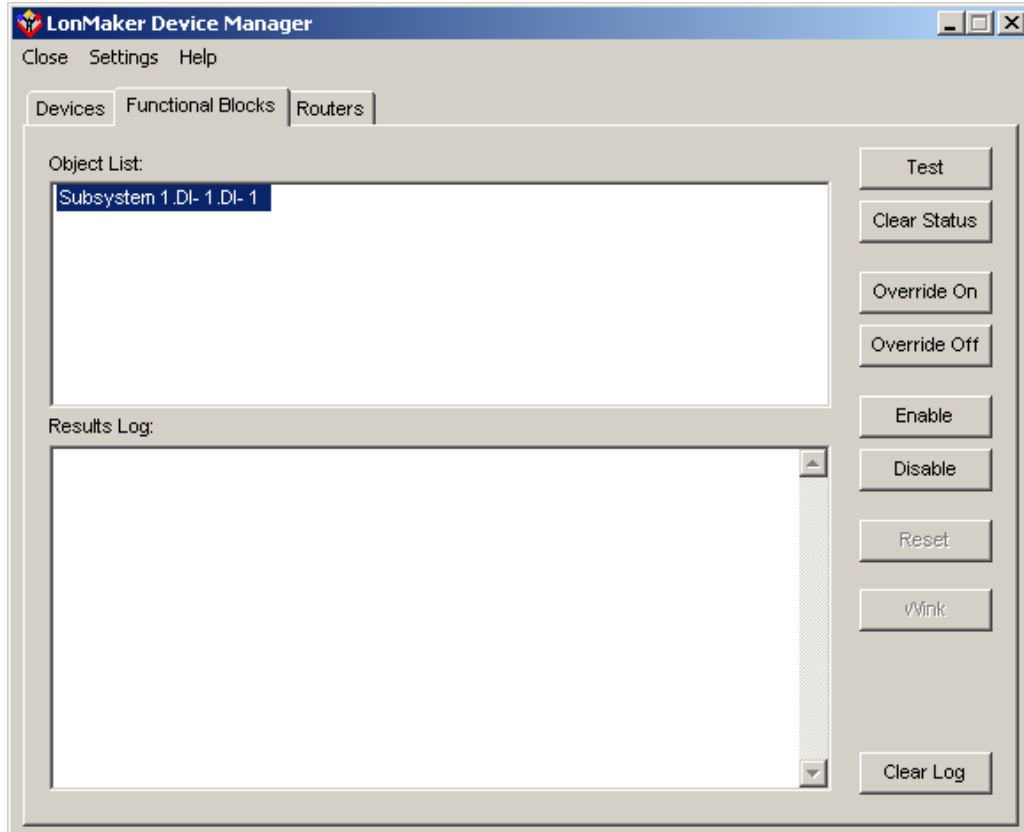 LonMaker Device Manager
Close Settings Help
Devices Functional Blocks Routers
Object List:
Subsystem 1.DI- 1.DI- 1
Test
Clear Status
Override On
Override Off
Results Log:
Enable
Disable
Reset
Wink
Clear Log